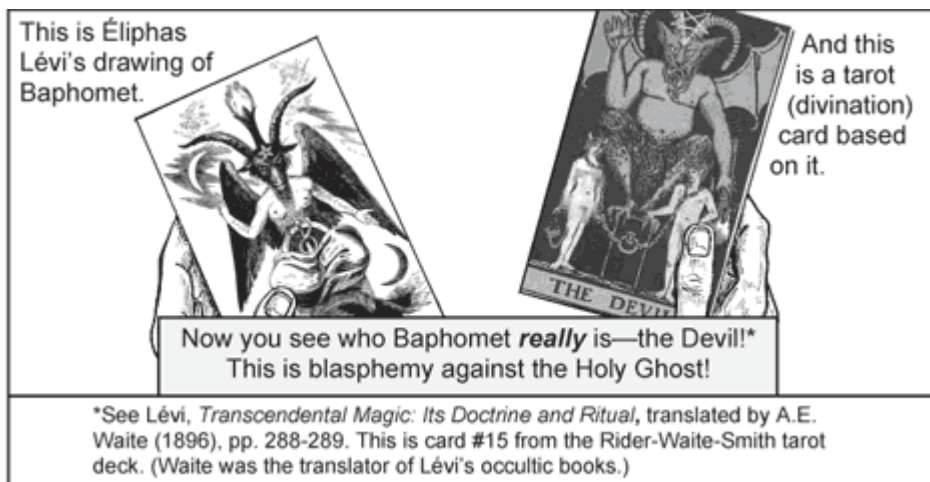 This is Éliphas
Lévi's drawing of
Baphomet.
And this
is a tarot
(divination)
card based
on it.
THE DEVIL
Now you see who Baphomet really is—the Devil!*
This is blasphemy against the Holy Ghost!
*See Lévi, Transcendental Magic: Its Doctrine and Ritual, translated by A.E.
Waite (1896), pp. 288-289. This is card #15 from the Rider-Waite-Smith tarot
deck. (Waite was the translator of Lévi's occultic books.)